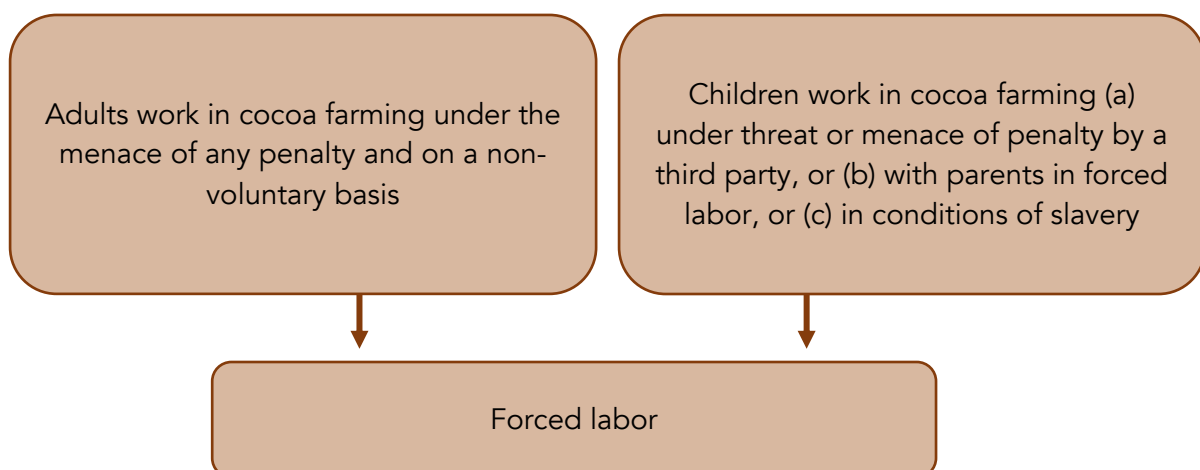 Adults work in cocoa farming under the
menace of any penalty and on a non-
voluntary basis
Children work in cocoa farming (a)
under threat or menace of penalty by a
third party, or (b) with parents in forced
labor, or (c) in conditions of slavery
Forced labor